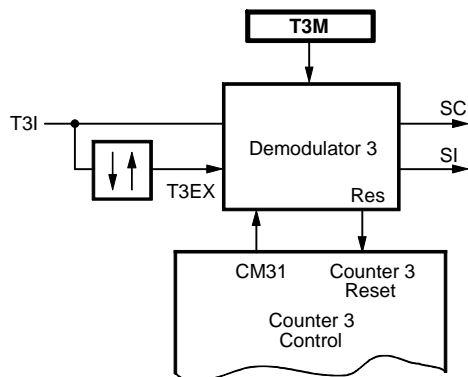 T3M
SC
T3I
Demodulator 3
SI
T3EX
Res
CM31
Counter 3
Reset
Counter 3
Control